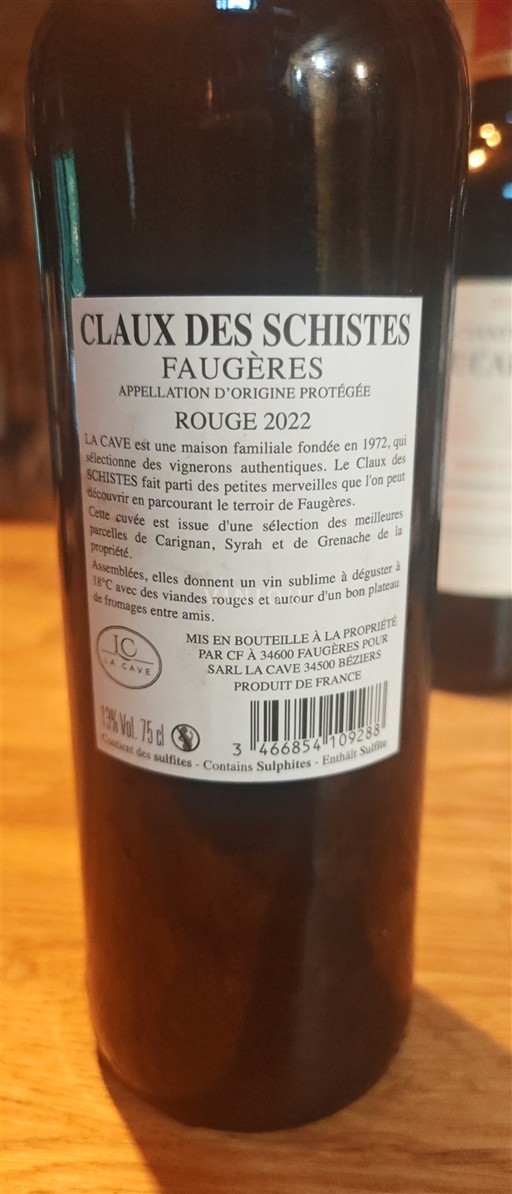 CLAUX DES SCHISTES
FAUGÈRES
APPELLATION D'ORIGINE PROTÉGÉE
ROUGE 2022
LA CAVE est une maison familiale fondée en 1972, qui
sélectionne des vignerons authentiques. Le Claux des
SCHISTES fait parti des petites merveilles que l'on peut
découvrir en parcourant le terroir de Faugères.
Cette cuvée est issue d'une sélection des meilleures
parcelles de Carignan, Syrah et de Grenache de la
propriété.
Assemblées, elles donnent un vin sublime à déguster à
18°C avec des viandes rouges et autour d'un bon plateau
de fromages entre amis.
LC
LA CAVE
MIS EN BOUTEILLE À LA PROPRIÉTÉ
PAR CF À 34600 FAUGÈRES POUR
SARL LA CAVE 34500 BÉZIERS
PRODUIT DE FRANCE
13% Vol. 75 cl
3 466854 109288
Contient des sulfites - Contains Sulphites - Enthält Sulfite